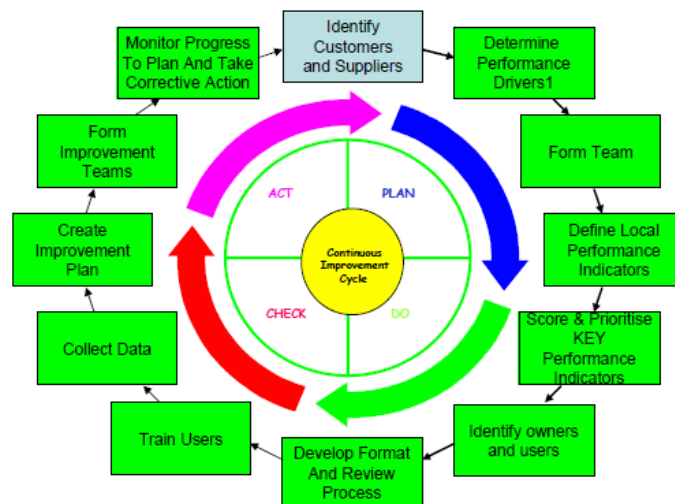 Identify
Customers
and Suppliers
Determine
Performance
Drivers1
Form Team
Define Local
Performance
Indicators
Score & Prioritise
KEY
Performance
Indicators
Identify owners
and users
Develop Format
And Review
Process
Train Users
Collect Data
Create
Improvement
Plan
Form
Improvement
Teams
Monitor Progress
To Plan And Take
Corrective Action
ACT
PLAN
Continuous
Improvement
Cycle
CHECK
DO